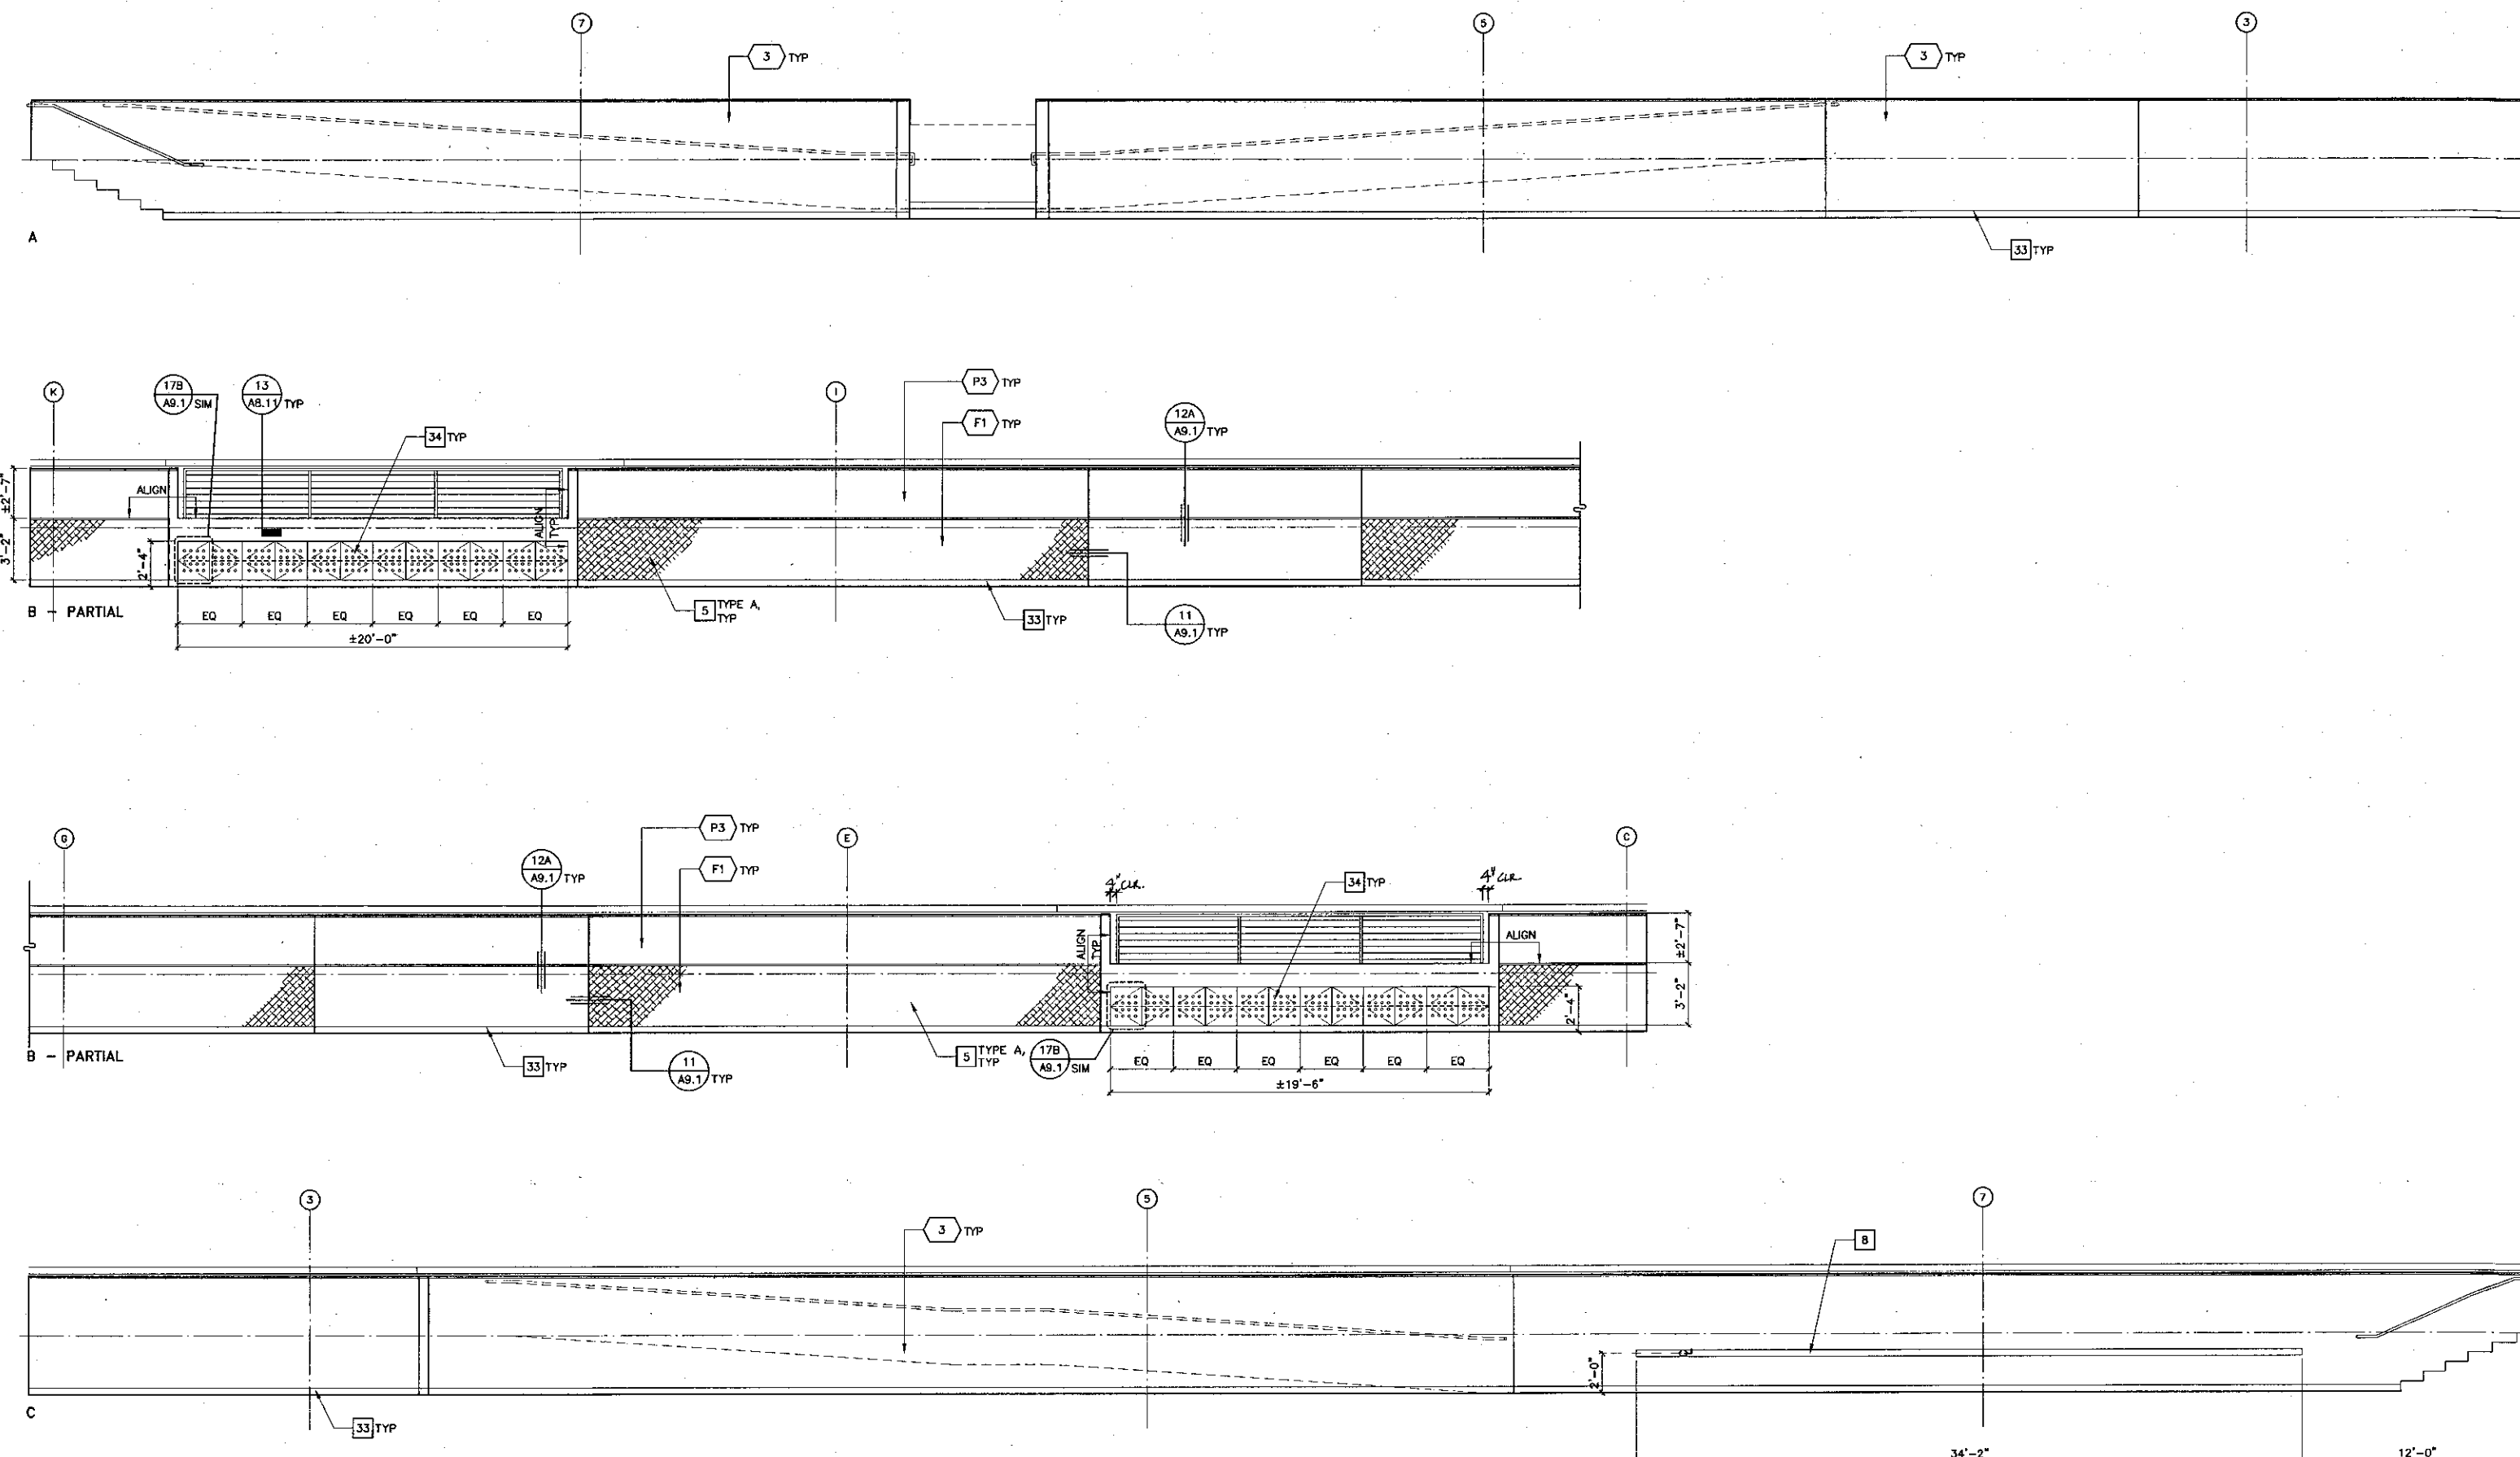 7
5
3
3 TYP
3 TYP
33 TYP
A
K
17B
A9.1 SIM
13
A8.11 TYP
I
P3 TYP
F1 TYP
12A
A9.1 TYP
34 TYP
±2'-7"
ALIGN
ALIGN
TYP
3'-2"
2'-4"
B - PARTIAL
EQ EQ EQ EQ EQ EQ
±20'-0"
5 TYPE A,
TYP
33 TYP
11
A9.1 TYP
G
12A
A9.1 TYP
P3 TYP
F1 TYP
E
4" CLR.
34 TYP
4" CLR.
C
ALIGN
TYP
ALIGN
±2'-7"
3'-2"
2'-4"
B - PARTIAL
33 TYP
11
A9.1 TYP
5 TYPE A,
TYP
17B
A9.1 SIM
EQ EQ EQ EQ EQ EQ
±19'-6"
3
5
7
3 TYP
8
2'-0"
C
33 TYP
34'-2"
12'-0"